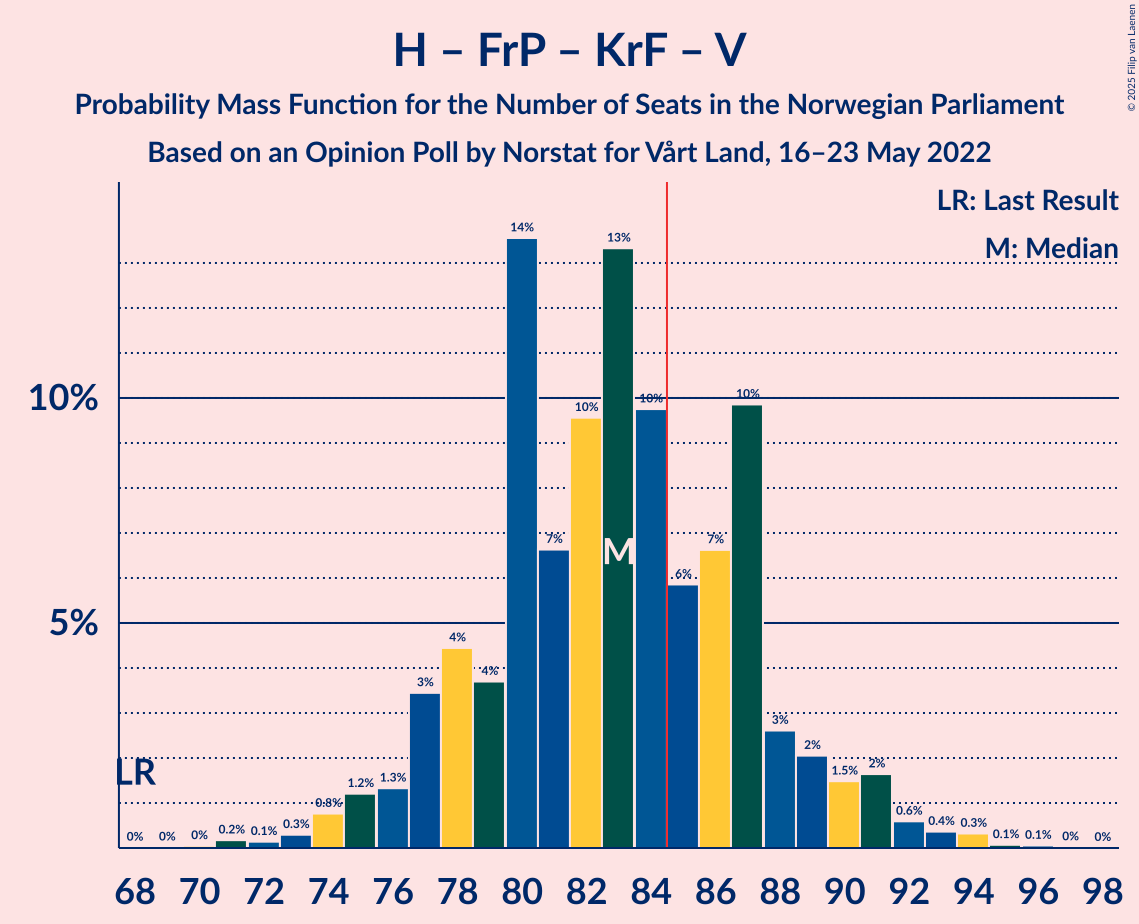 H – FrP – KrF – V
Probability Mass Function for the Number of Seats in the Norwegian Parliament
Based on an Opinion Poll by Norstat for Vårt Land, 16–23 May 2022
© 2025 Filip van Laenen
LR: Last Result
M: Median
10%
5%
LR
M
0% 0% 0% 0.2% 0.1% 0.3% 0.8% 1.2% 1.3% 3% 4% 4% 14% 7% 10% 13% 10% 6% 7% 10% 3% 2% 1.5% 2% 0.6% 0.4% 0.3% 0.1% 0.1% 0% 0%
68 70 72 74 76 78 80 82 84 86 88 90 92 94 96 98